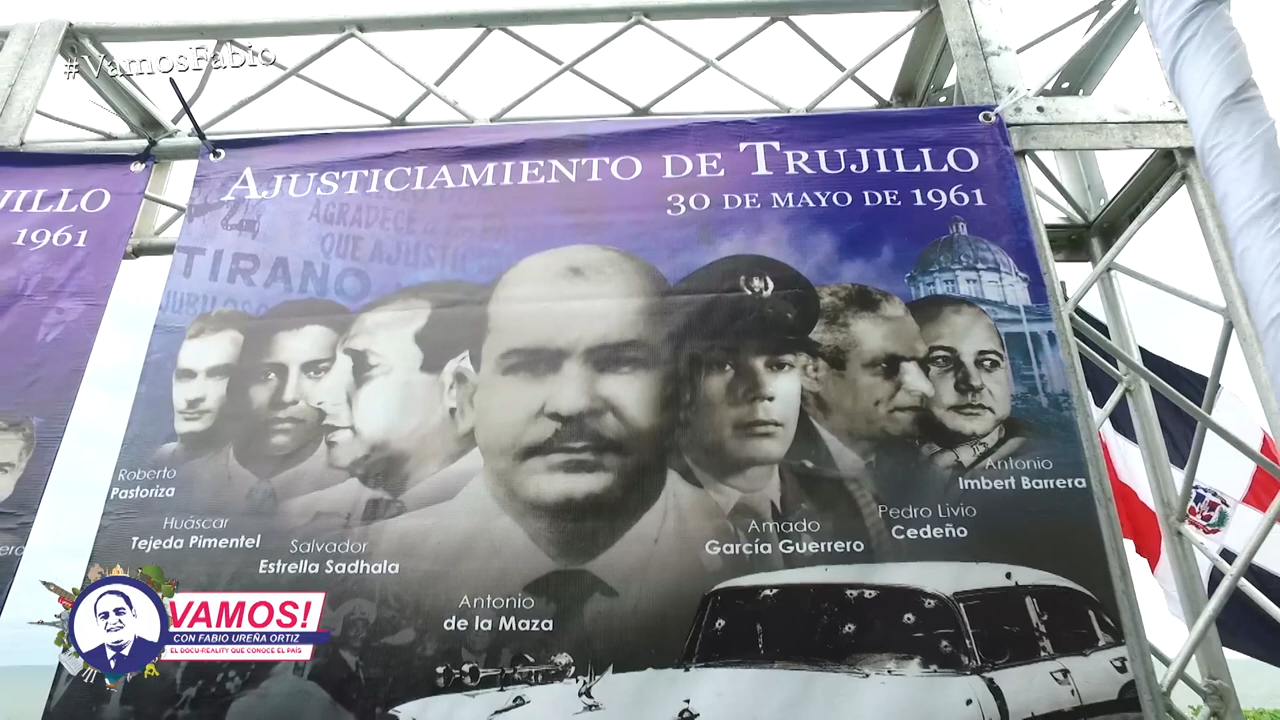 #VamosFabio
AJUSTICIAMIENTO DE TRUJILLO
30 DE MAYO DE 1961
JILLO
1961
AGRADECE
QUE AJUSTIC
TIRANO
JUBILOSO
Roberto
Pastoriza
Huáscar
Tejeda Pimentel
Salvador
Estrella Sadhala
Antonio
de la Maza
Amado
García Guerrero
Pedro Livio
Cedeño
Antonio
Imbert Barrera
VAMOS!
CON FABIO UREÑA ORTIZ
EL DOCU-REALITY QUE CONOCE EL PAÍS